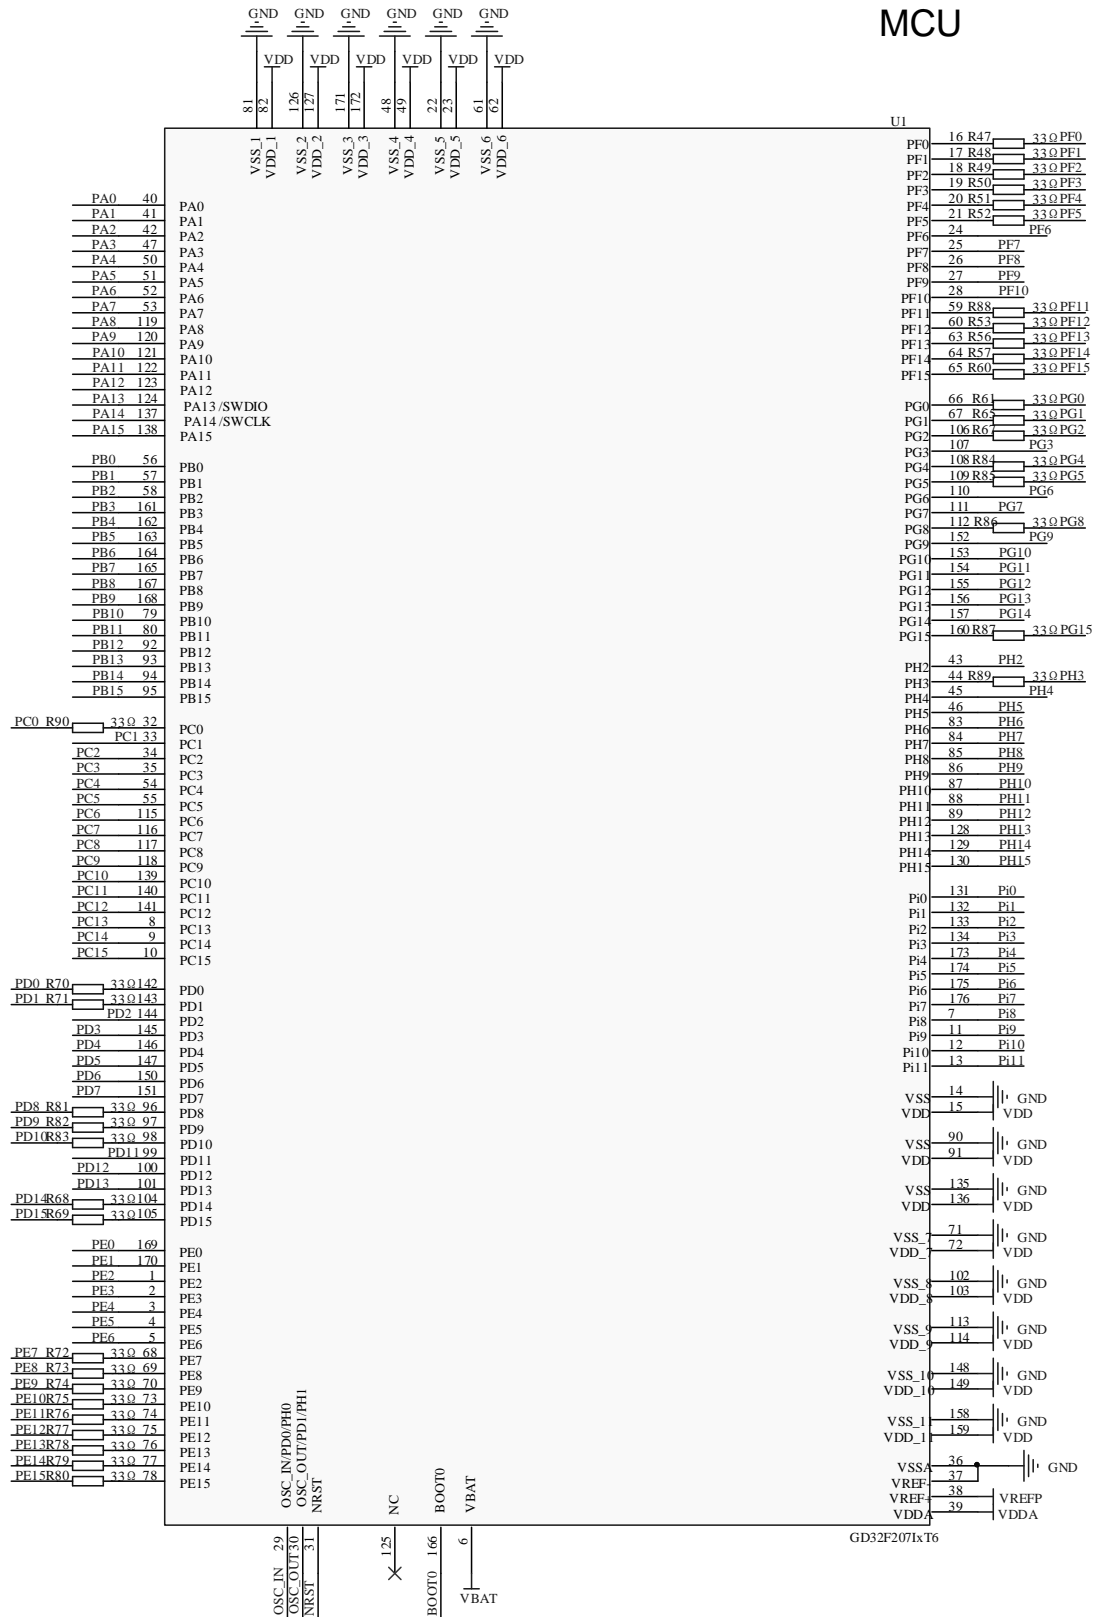 MCU
GND GND GND GND GND GND
VDD VDD VDD VDD VDD VDD
81 82 126 127 171 172 48 49 22 23 61 62
VSS_1 VDD_1 VSS_2 VDD_2 VSS_3 VDD_3 VSS_4 VDD_4 VSS_5 VDD_5 VSS_6 VDD_6
U1
PA0 40 PA0
PA1 41 PA1
PA2 42 PA2
PA3 47 PA3
PA4 50 PA4
PA5 51 PA5
PA6 52 PA6
PA7 53 PA7
PA8 119 PA8
PA9 120 PA9
PA10 121 PA10
PA11 122 PA11
PA12 123 PA12
PA13 124 PA13/SWDIO
PA14 137 PA14/SWCLK
PA15 138 PA15
PB0 56 PB0
PB1 57 PB1
PB2 58 PB2
PB3 161 PB3
PB4 162 PB4
PB5 163 PB5
PB6 164 PB6
PB7 165 PB7
PB8 167 PB8
PB9 168 PB9
PB10 79 PB10
PB11 80 PB11
PB12 92 PB12
PB13 93 PB13
PB14 94 PB14
PB15 95 PB15
PC0 R90 33Ω 32 PC0
PC1 33 PC1
PC2 34 PC2
PC3 35 PC3
PC4 54 PC4
PC5 55 PC5
PC6 115 PC6
PC7 116 PC7
PC8 117 PC8
PC9 118 PC9
PC10 139 PC10
PC11 140 PC11
PC12 141 PC12
PC13 8 PC13
PC14 9 PC14
PC15 10 PC15
PD0 R70 33Ω 142 PD0
PD1 R71 33Ω 143 PD1
PD2 144 PD2
PD3 145 PD3
PD4 146 PD4
PD5 147 PD5
PD6 150 PD6
PD7 151 PD7
PD8 R81 33Ω 96 PD8
PD9 R82 33Ω 97 PD9
PD10 R83 33Ω 98 PD10
PD11 99 PD11
PD12 100 PD12
PD13 101 PD13
PD14 R68 33Ω 104 PD14
PD15 R69 33Ω 105 PD15
PE0 169 PE0
PE1 170 PE1
PE2 1 PE2
PE3 2 PE3
PE4 3 PE4
PE5 4 PE5
PE6 5 PE6
PE7 R72 33Ω 68 PE7
PE8 R73 33Ω 69 PE8
PE9 R74 33Ω 70 PE9
PE10 R75 33Ω 73 PE10
PE11 R76 33Ω 74 PE11
PE12 R77 33Ω 75 PE12
PE13 R78 33Ω 76 PE13
PE14 R79 33Ω 77 PE14
PE15 R80 33Ω 78 PE15
PF0 16 R47 33Ω PF0
PF1 17 R48 33Ω PF1
PF2 18 R49 33Ω PF2
PF3 19 R50 33Ω PF3
PF4 20 R51 33Ω PF4
PF5 21 R52 33Ω PF5
PF6 24 PF6
PF7 25 PF7
PF8 26 PF8
PF9 27 PF9
PF10 28 PF10
PF11 59 R88 33Ω PF11
PF12 60 R53 33Ω PF12
PF13 63 R56 33Ω PF13
PF14 64 R57 33Ω PF14
PF15 65 R60 33Ω PF15
PG0 66 R61 33Ω PG0
PG1 67 R65 33Ω PG1
PG2 106 R67 33Ω PG2
PG3 107 PG3
PG4 108 R84 33Ω PG4
PG5 109 R85 33Ω PG5
PG6 110 PG6
PG7 111 PG7
PG8 112 R86 33Ω PG8
PG9 152 PG9
PG10 153 PG10
PG11 154 PG11
PG12 155 PG12
PG13 156 PG13
PG14 157 PG14
PG15 160 R87 33Ω PG15
PH2 43 PH2
PH3 44 R89 33Ω PH3
PH4 45 PH4
PH5 46 PH5
PH6 83 PH6
PH7 84 PH7
PH8 85 PH8
PH9 86 PH9
PH10 87 PH10
PH11 88 PH11
PH12 89 PH12
PH13 128 PH13
PH14 129 PH14
PH15 130 PH15
Pi0 131 Pi0
Pi1 132 Pi1
Pi2 133 Pi2
Pi3 134 Pi3
Pi4 173 Pi4
Pi5 174 Pi5
Pi6 175 Pi6
Pi7 176 Pi7
Pi8 7 Pi8
Pi9 11 Pi9
Pi10 12 Pi10
Pi11 13 Pi11
VSS 14 GND
VDD 15 VDD
VSS 90 GND
VDD 91 VDD
VSS 135 GND
VDD 136 VDD
VSS_7 71 GND
VDD_7 72 VDD
VSS_8 102 GND
VDD_8 103 VDD
VSS_9 113 GND
VDD_9 114 VDD
VSS_10 148 GND
VDD_10 149 VDD
VSS_11 158 GND
VDD_11 159 VDD
VSSA 36 GND
VREF- 37
VREF+ 38 VREFP
VDDA 39 VDDA
OSC_IN/PD0/PH0 OSC_OUT/PD1/PH1 NRST NC BOOT0 VBAT
GD32F207IxT6
29 30 31 125 166 6
OSC_IN OSC_OUT NRST BOOT0 VBAT